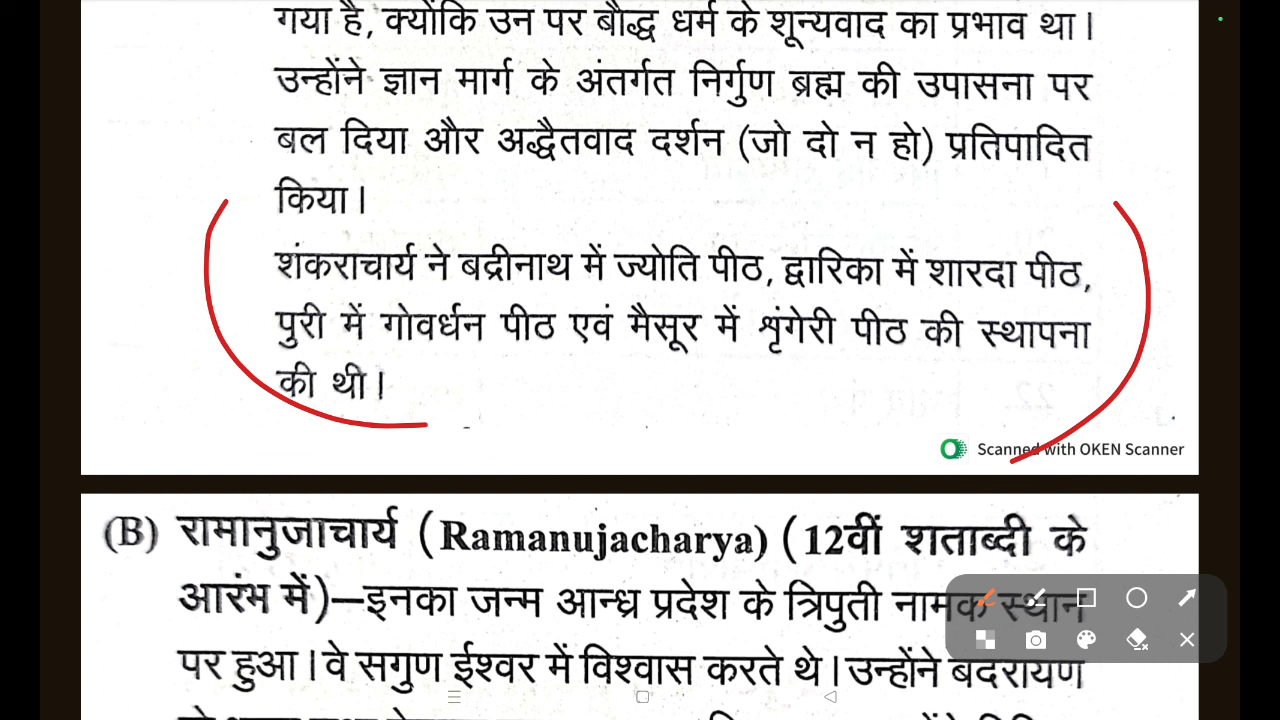 गया है, क्योंकि उन पर बौद्ध धर्म के शून्यवाद का प्रभाव था।
उन्होंने ज्ञान मार्ग के अंतर्गत निर्गुण ब्रह्म की उपासना पर
बल दिया और अद्वैतवाद दर्शन (जो दो न हो) प्रतिपादित
किया।
शंकराचार्य ने बद्रीनाथ में ज्योति पीठ, द्वारिका में शारदा पीठ,
पुरी में गोवर्धन पीठ एवं मैसूर में शृंगेरी पीठ की स्थापना
की थी।
Scanned with OKEN Scanner
(B) रामानुजाचार्य (Ramanujacharya) (12वीं शताब्दी के
आरंभ में)—इनका जन्म आन्ध्र प्रदेश के त्रिपुती नामक स्थान
पर हुआ। वे सगुण ईश्वर में विश्वास करते थे। उन्होंने बदरायण